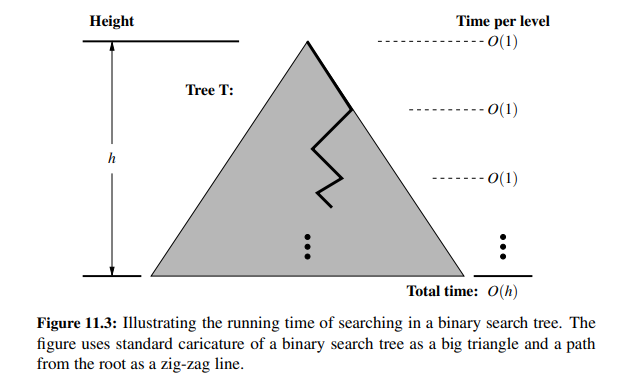 Height
Time per level
O(1)
Tree T:
O(1)
h
O(1)
Total time: O(h)
Figure 11.3: Illustrating the running time of searching in a binary search tree. The
figure uses standard caricature of a binary search tree as a big triangle and a path
from the root as a zig-zag line.